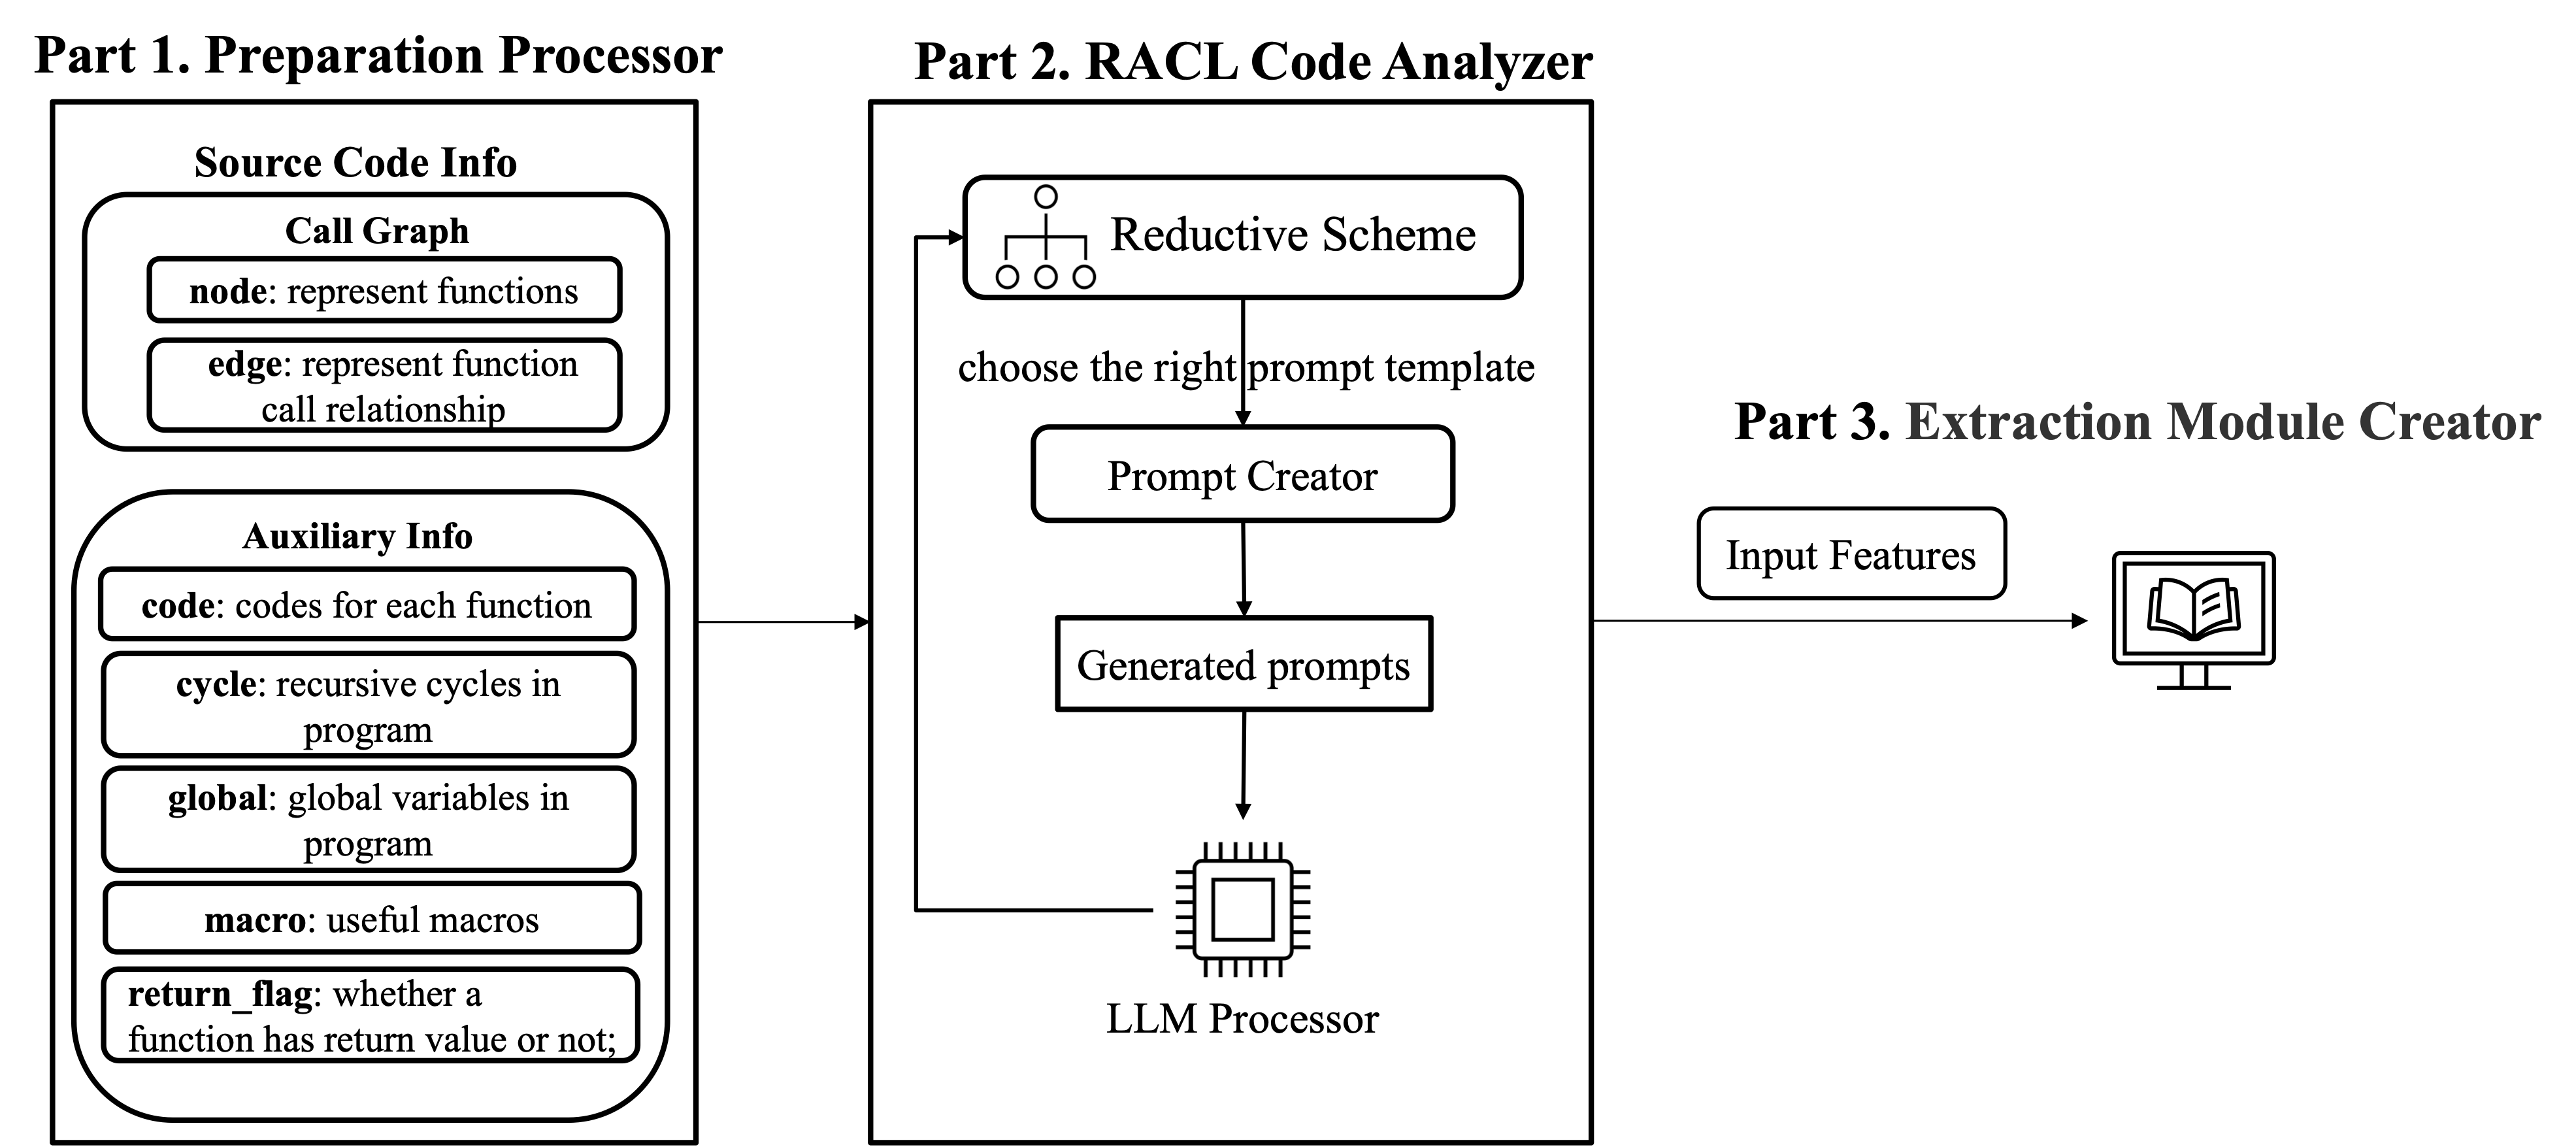 Part 1. Preparation Processor
Source Code Info
Call Graph
node: represent functions
edge: represent function
call relationship
Auxiliary Info
code: codes for each function
cycle: recursive cycles in
program
global: global variables in
program
macro: useful macros
return_flag: whether a
function has return value or not;
Part 2. RACL Code Analyzer
Reductive Scheme
choose the right prompt template
Prompt Creator
Generated prompts
LLM Processor
Part 3. Extraction Module Creator
Input Features